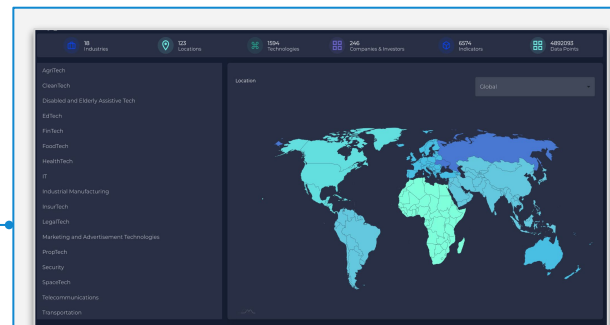 18
Industries
123
Locations
1594
Technologies
246
Companies & Investors
6574
Indicators
4892093
Data Points
AgriTech
CleanTech
Disabled and Elderly Assistive Tech
EdTech
FinTech
FoodTech
HealthTech
IT
Industrial Manufacturing
InsurTech
LegalTech
Marketing and Advertisement Technologies
PropTech
Security
SpaceTech
Telecommunications
Transportation
Location
Global